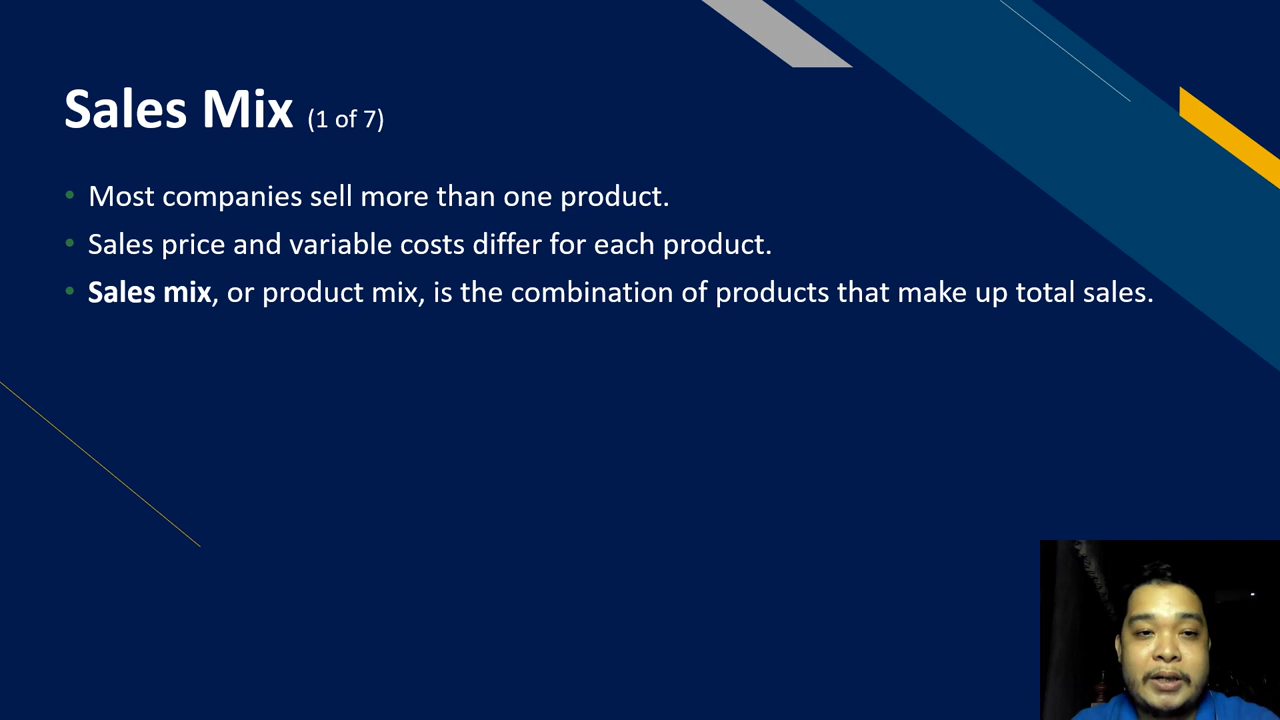 Sales Mix (1 of 7)
• Most companies sell more than one product.
• Sales price and variable costs differ for each product.
• Sales mix, or product mix, is the combination of products that make up total sales.